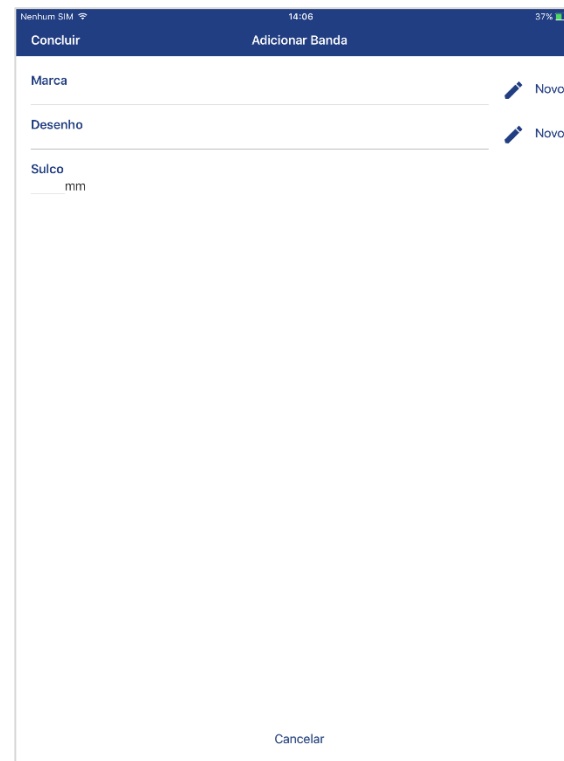 Nenhum SIM 14:06 37%
Concluir Adicionar Banda
Marca
Novo
Desenho
Novo
Sulco
mm
Cancelar